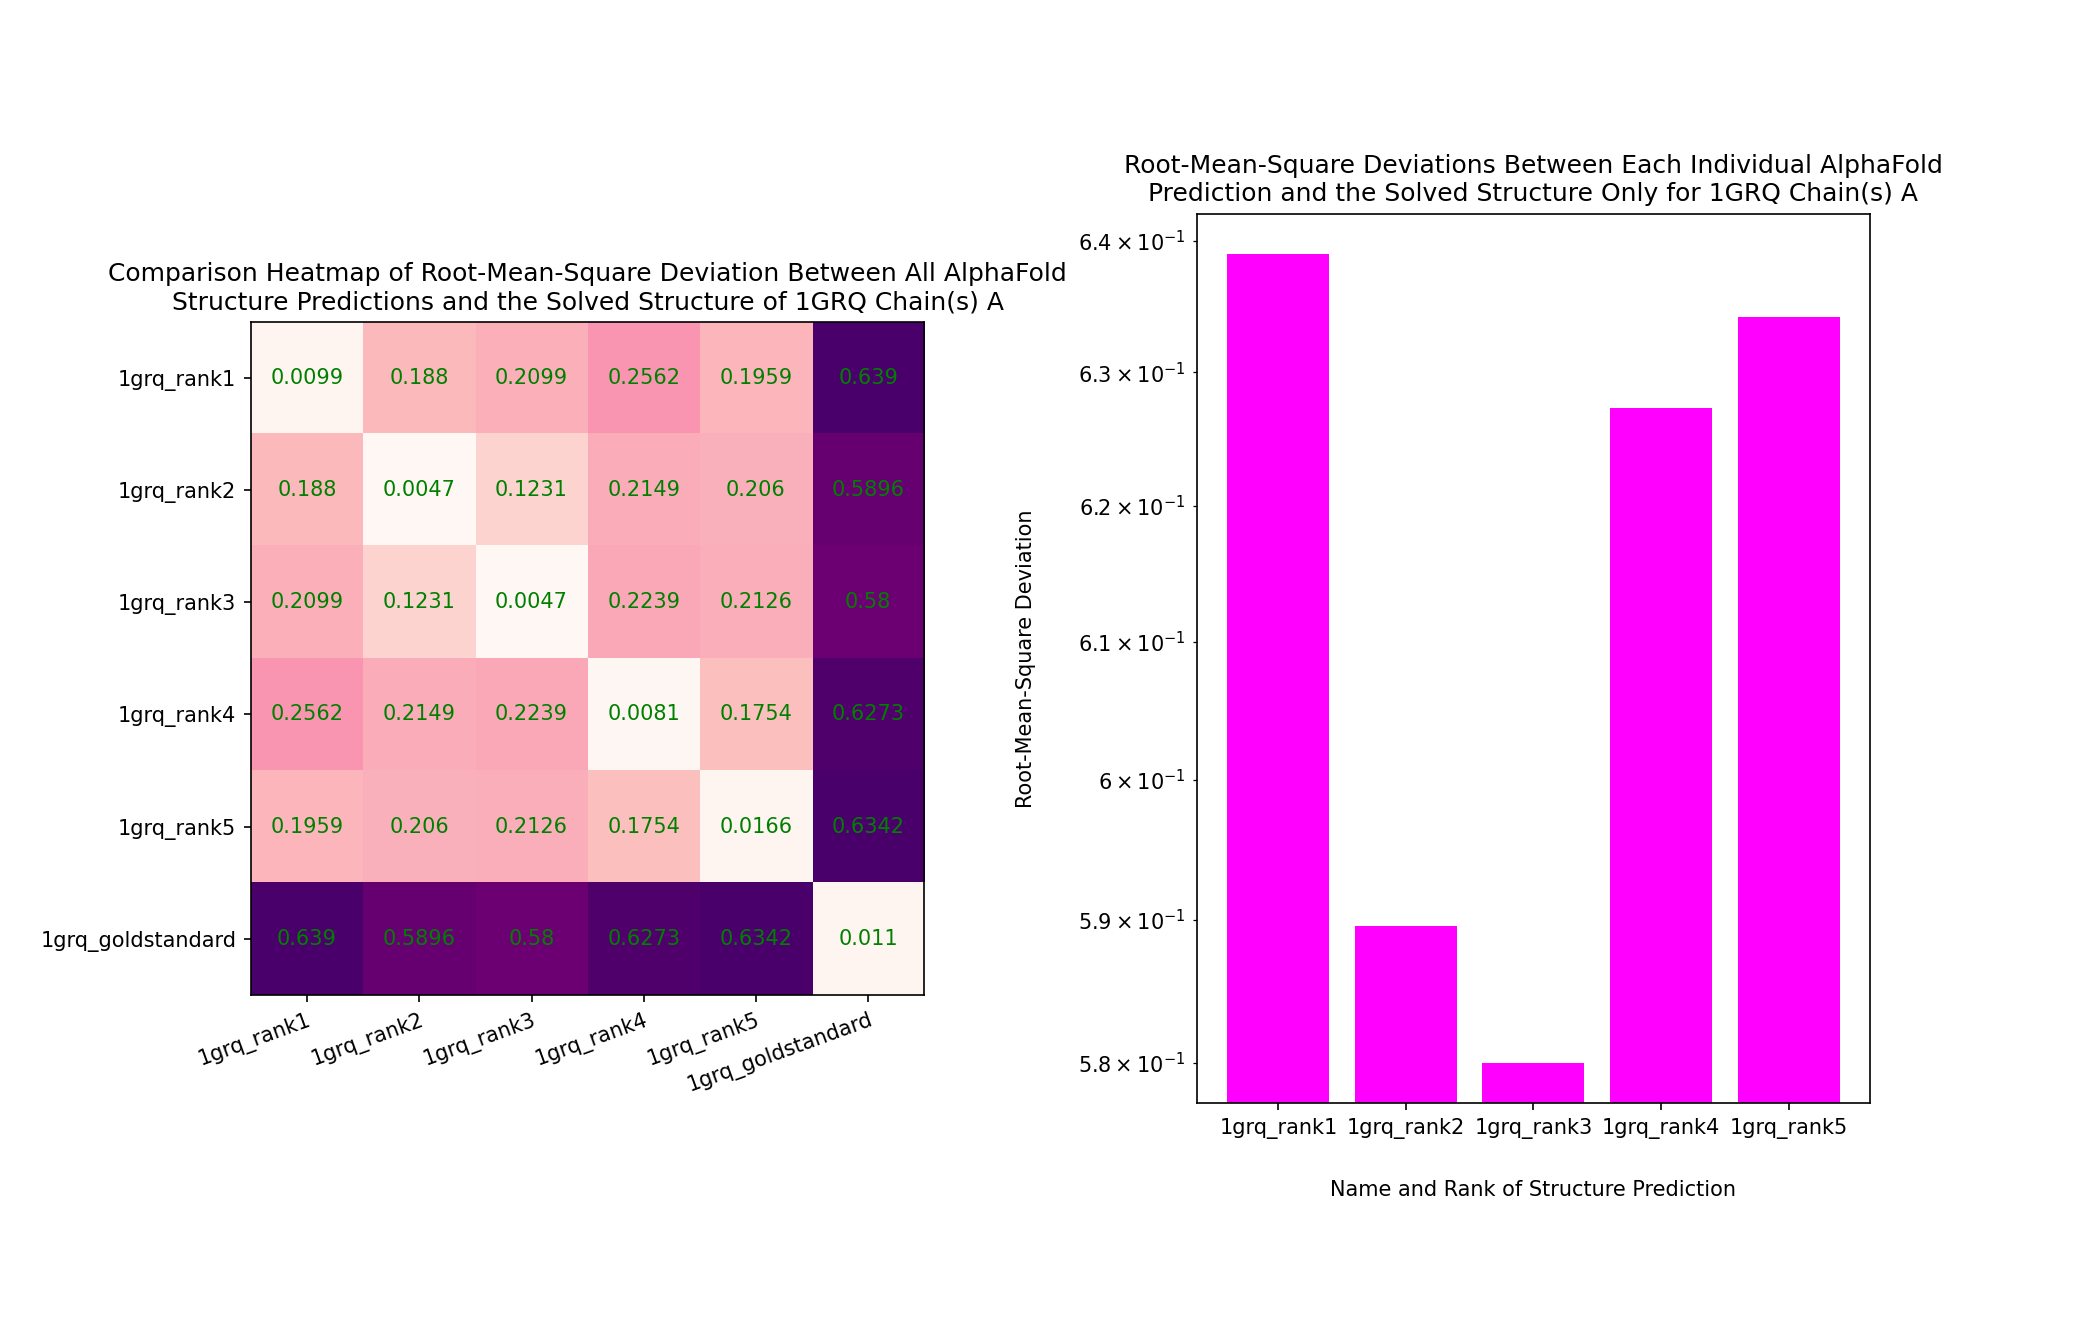 Comparison Heatmap of Root-Mean-Square Deviation Between All AlphaFold
Structure Predictions and the Solved Structure of 1GRQ Chain(s) A
1grq_rank1 0.0099 0.188 0.2099 0.2562 0.1959 0.639
1grq_rank2 0.188 0.0047 0.1231 0.2149 0.206 0.5896
1grq_rank3 0.2099 0.1231 0.0047 0.2239 0.2126 0.58
1grq_rank4 0.2562 0.2149 0.2239 0.0081 0.1754 0.6273
1grq_rank5 0.1959 0.206 0.2126 0.1754 0.0166 0.6342
1grq_goldstandard 0.639 0.5896 0.58 0.6273 0.6342 0.011
1grq_rank1 1grq_rank2 1grq_rank3 1grq_rank4 1grq_rank5 1grq_goldstandard
Root-Mean-Square Deviations Between Each Individual AlphaFold
Prediction and the Solved Structure Only for 1GRQ Chain(s) A
Root-Mean-Square Deviation
6.4 × 10⁻¹
6.3 × 10⁻¹
6.2 × 10⁻¹
6.1 × 10⁻¹
6 × 10⁻¹
5.9 × 10⁻¹
5.8 × 10⁻¹
1grq_rank1 1grq_rank2 1grq_rank3 1grq_rank4 1grq_rank5
Name and Rank of Structure Prediction